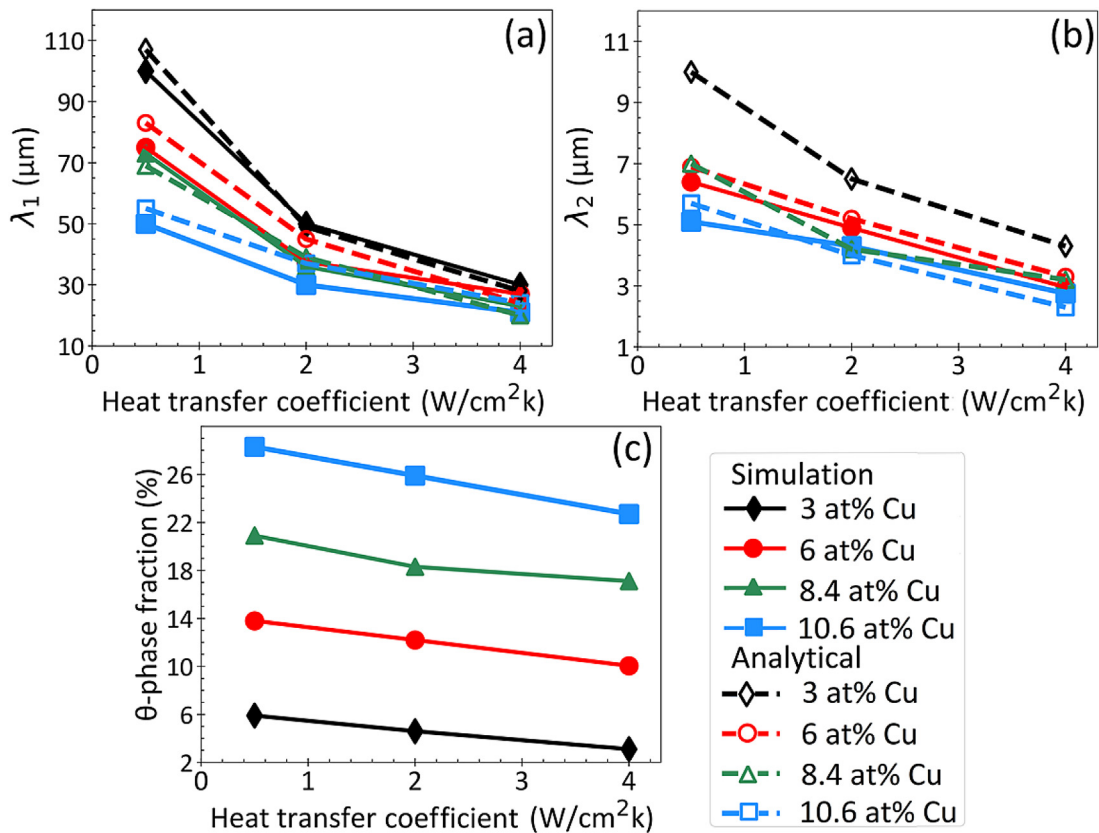 (a)
110
90
70
50
30
10
λ₁ (μm)
0 1 2 3 4
Heat transfer coefficient (W/cm²k)
(b)
11
9
7
5
3
1
λ₂ (μm)
0 1 2 3 4
Heat transfer coefficient (W/cm²k)
(c)
26
22
18
14
10
6
2
θ-phase fraction (%)
0 1 2 3 4
Heat transfer coefficient (W/cm²k)
Simulation
3 at% Cu
6 at% Cu
8.4 at% Cu
10.6 at% Cu
Analytical
3 at% Cu
6 at% Cu
8.4 at% Cu
10.6 at% Cu